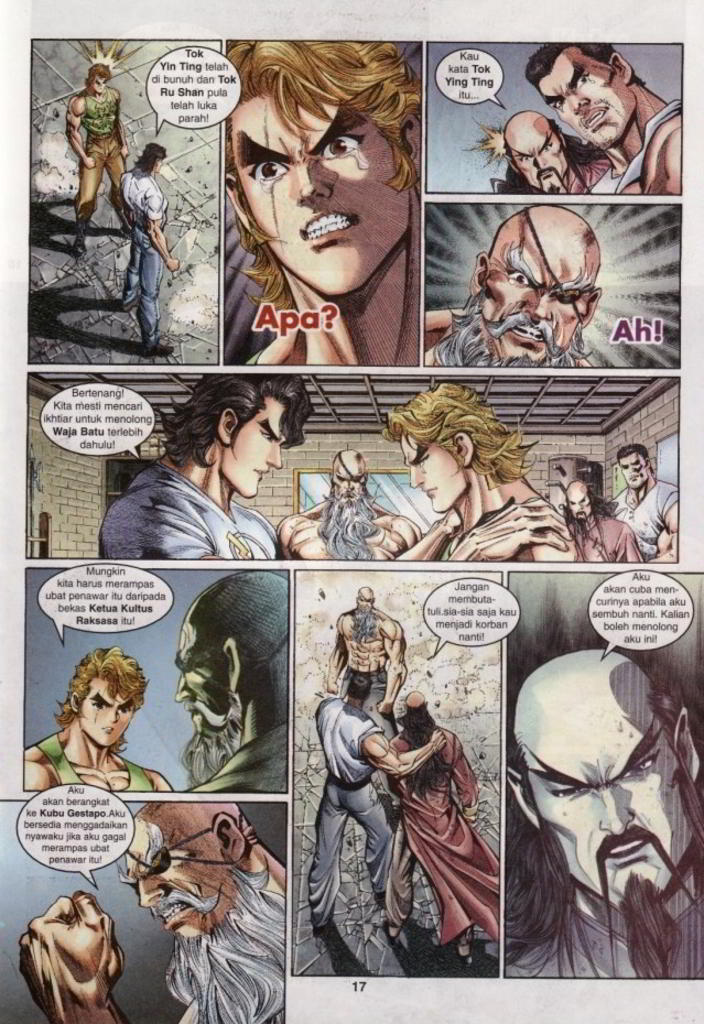 Tok
Yin Ting telah
di bunuh dan Tok
Ru Shan pula
telah luka
parah!
Apa?
Kau
kata Tok
Ying Ting
itu...
Ah!
Bertenang!
Kita mesti mencari
ikhtiar untuk menolong
Waja Batu terlebih
dahulu!
Mungkin
kita harus merampas
ubat penawar itu daripada
bekas Ketua Kultus
Raksasa itu!
Jangan
membuta-
tuli.sia-sia saja kau
menjadi korban
nanti!
Aku
akan cuba men-
curinya apabila aku
sembuh nanti. Kalian
boleh menolong
aku ini!
Aku
akan berangkat
ke Kubu Gestapo.Aku
bersedia menggadaikan
nyawaku jika aku gagal
merampas ubat
penawar itu!
17